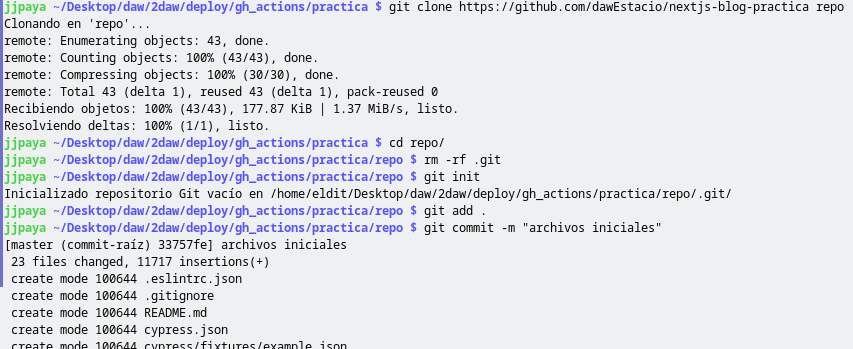 jjpaya ~/Desktop/daw/2daw/deploy/gh_actions/practica $ git clone https://github.com/dawEstacio/nextjs-blog-practica repo
Clonando en 'repo'...
remote: Enumerating objects: 43, done.
remote: Counting objects: 100% (43/43), done.
remote: Compressing objects: 100% (30/30), done.
remote: Total 43 (delta 1), reused 43 (delta 1), pack-reused 0
Recibiendo objetos: 100% (43/43), 177.87 KiB | 1.37 MiB/s, listo.
Resolviendo deltas: 100% (1/1), listo.
jjpaya ~/Desktop/daw/2daw/deploy/gh_actions/practica $ cd repo/
jjpaya ~/Desktop/daw/2daw/deploy/gh_actions/practica/repo $ rm -rf .git
jjpaya ~/Desktop/daw/2daw/deploy/gh_actions/practica/repo $ git init
Inicializado repositorio Git vacío en /home/eldit/Desktop/daw/2daw/deploy/gh_actions/practica/repo/.git/
jjpaya ~/Desktop/daw/2daw/deploy/gh_actions/practica/repo $ git add .
jjpaya ~/Desktop/daw/2daw/deploy/gh_actions/practica/repo $ git commit -m "archivos iniciales"
[master (commit-raíz) 33757fe] archivos iniciales
 23 files changed, 11717 insertions(+)
 create mode 100644 .eslintrc.json
 create mode 100644 .gitignore
 create mode 100644 README.md
 create mode 100644 cypress.json
 create mode 100644 cypress/fixtures/example.json